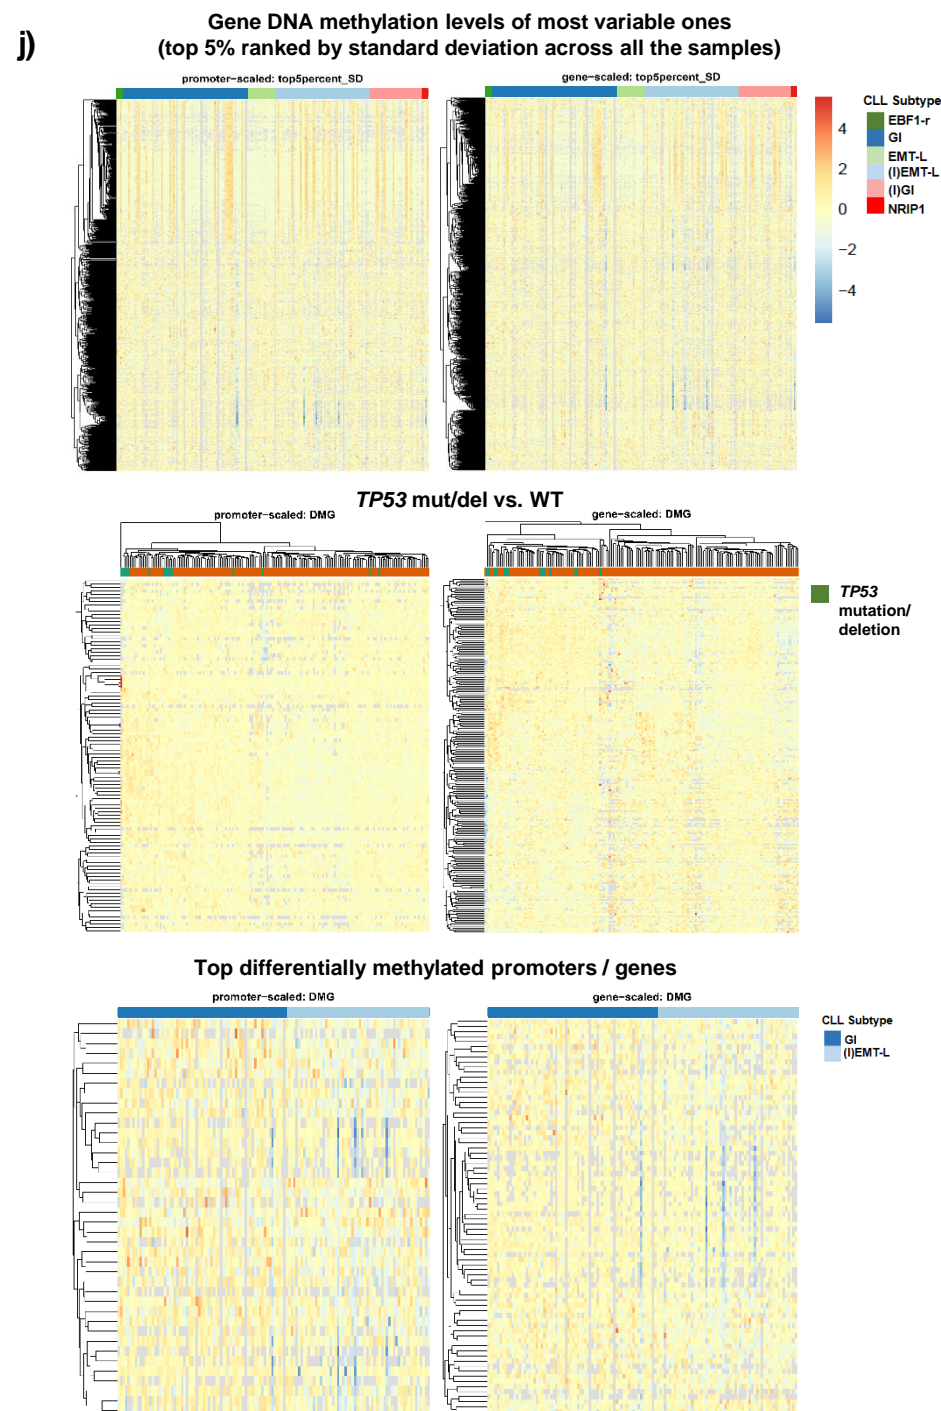 j)
Gene DNA methylation levels of most variable ones
(top 5% ranked by standard deviation across all the samples)
promoter−scaled: top5percent_SD
gene−scaled: top5percent_SD
4
2
0
−2
−4
CLL Subtype
EBF1-r
GI
EMT-L
(I)EMT-L
(I)GI
NRIP1
TP53 mut/del vs. WT
promoter−scaled: DMG
gene−scaled: DMG
TP53
mutation/
deletion
Top differentially methylated promoters / genes
promoter−scaled: DMG
gene−scaled: DMG
CLL Subtype
GI
(I)EMT-L